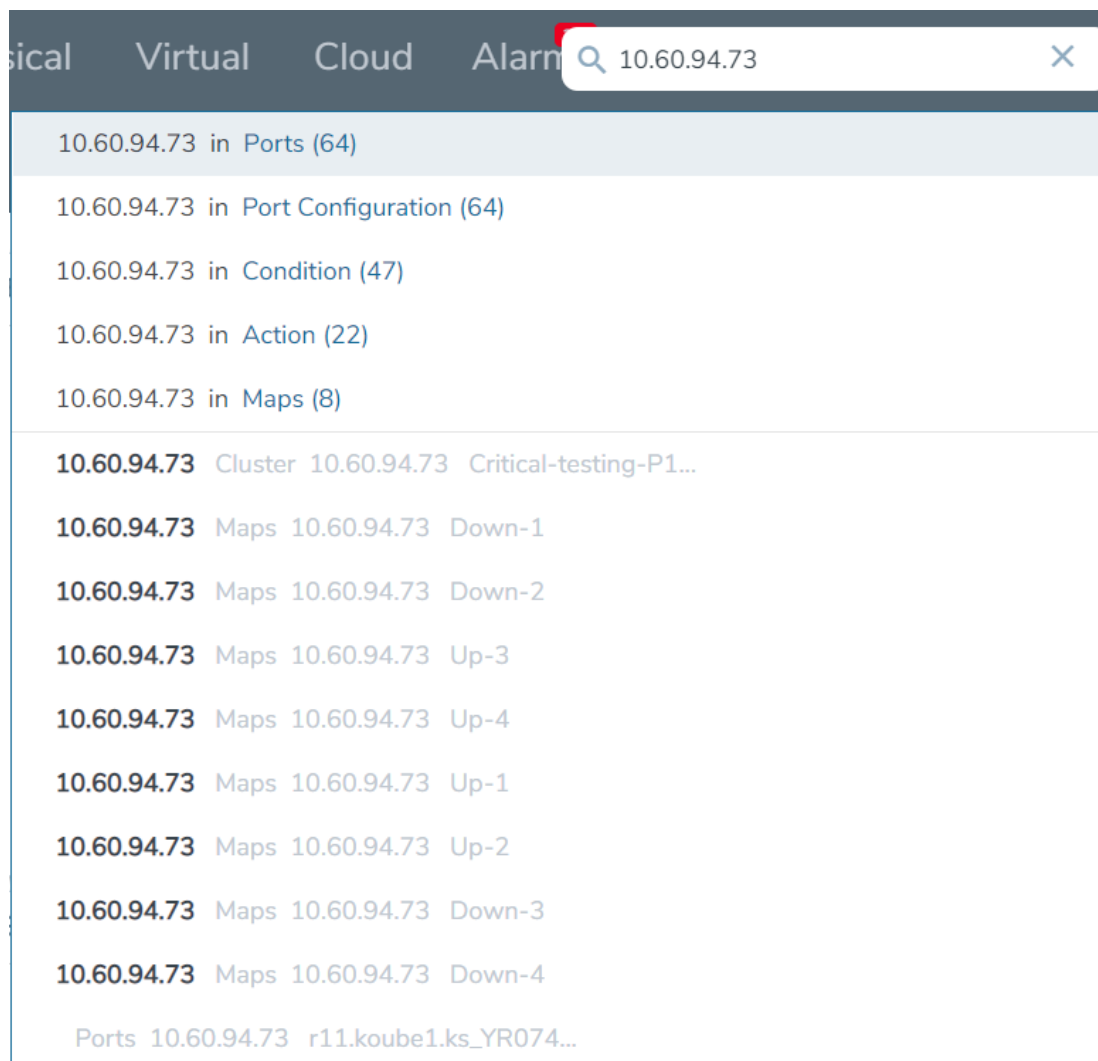 sical Virtual Cloud Alarm 10.60.94.73
10.60.94.73 in Ports (64)
10.60.94.73 in Port Configuration (64)
10.60.94.73 in Condition (47)
10.60.94.73 in Action (22)
10.60.94.73 in Maps (8)
10.60.94.73 Cluster 10.60.94.73 Critical-testing-P1...
10.60.94.73 Maps 10.60.94.73 Down-1
10.60.94.73 Maps 10.60.94.73 Down-2
10.60.94.73 Maps 10.60.94.73 Up-3
10.60.94.73 Maps 10.60.94.73 Up-4
10.60.94.73 Maps 10.60.94.73 Up-1
10.60.94.73 Maps 10.60.94.73 Up-2
10.60.94.73 Maps 10.60.94.73 Down-3
10.60.94.73 Maps 10.60.94.73 Down-4
Ports 10.60.94.73 r11.koube1.ks_YR074...